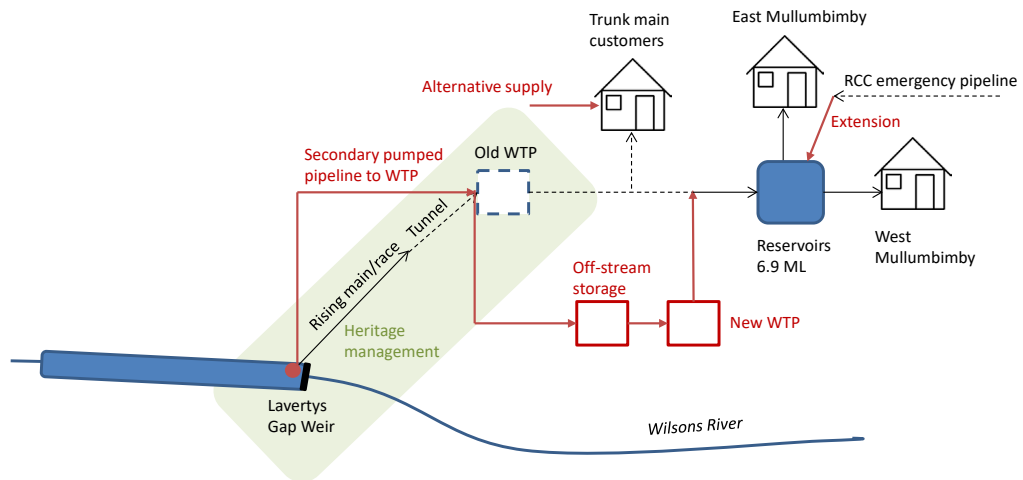 Trunk main
customers
East Mullumbimby
RCC emergency pipeline
Alternative supply
Extension
Secondary pumped
pipeline to WTP
Old WTP
Tunnel
Rising main/race
Reservoirs
6.9 ML
West
Mullumbimby
Off-stream
storage
New WTP
Heritage
management
Lavertys
Gap Weir
Wilsons River